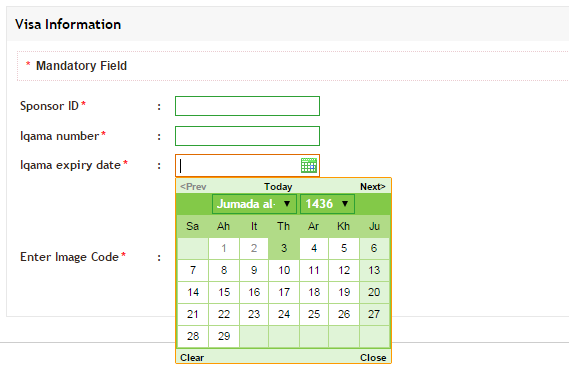 Visa Information
* Mandatory Field
Sponsor ID* :
Iqama number* :
Iqama expiry date* :
<Prev Today Next>
Jumada al- ▼ 1436 ▼
Sa Ah It Th Ar Kh Ju
1 2 3 4 5 6
7 8 9 10 11 12 13
14 15 16 17 18 19 20
21 22 23 24 25 26 27
28 29
Clear Close
Enter Image Code* :